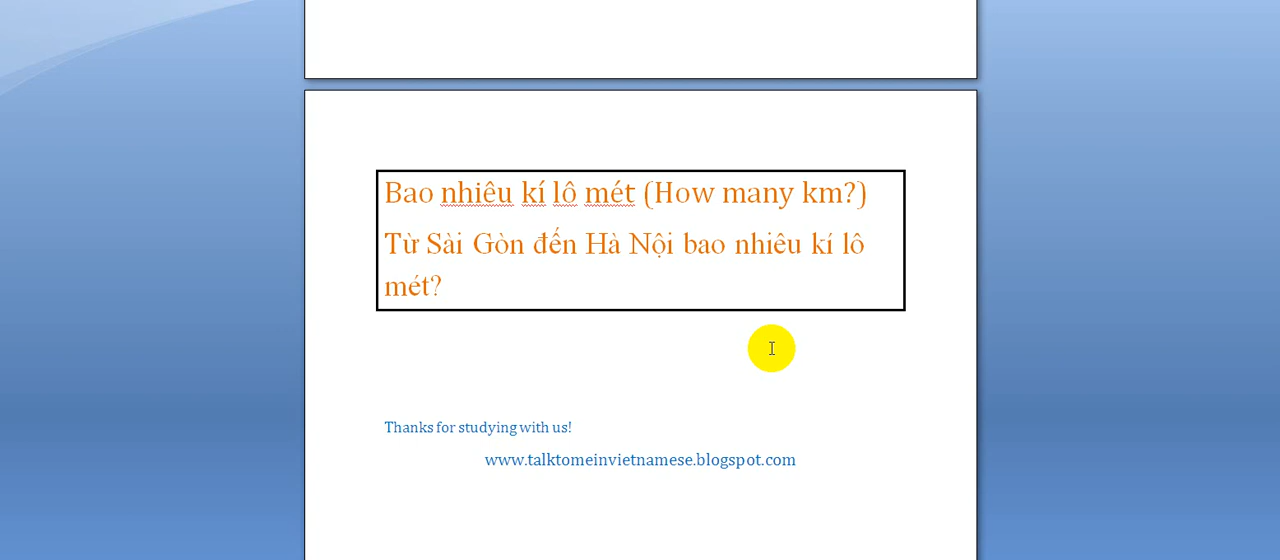 Bao nhiêu kí lô mét (How many km?)
Từ Sài Gòn đến Hà Nội bao nhiêu kí lô
mét?
Thanks for studying with us!
www.talktomeinvietnamese.blogspot.com